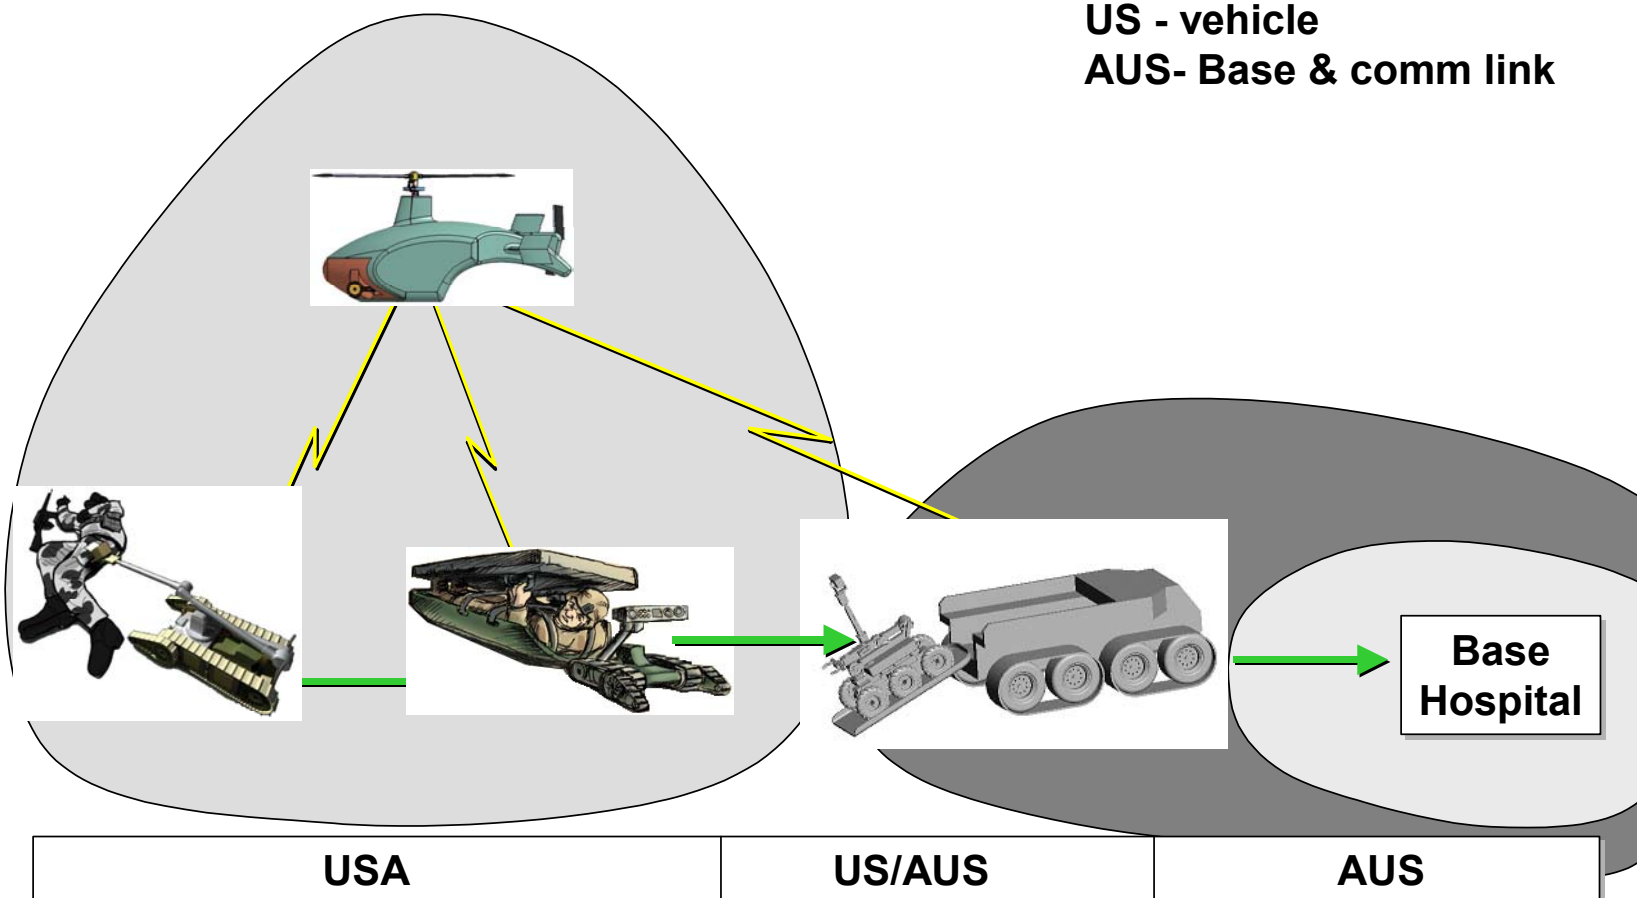 US - vehicle
AUS- Base & comm link
Base
Hospital
USA
US/AUS
AUS